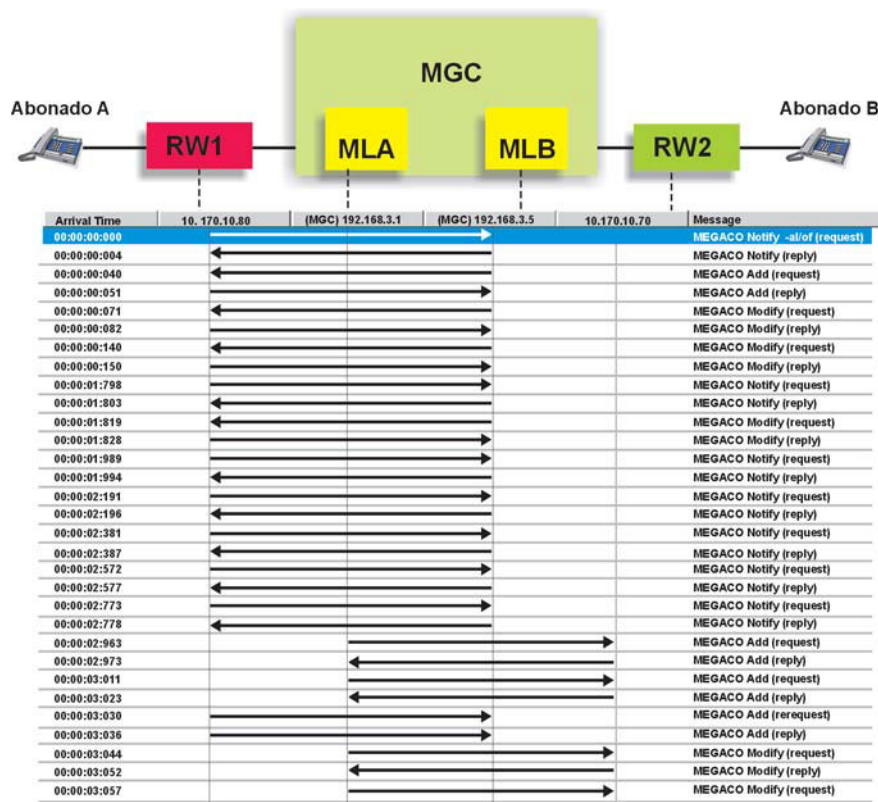 MGC
Abonado A
Abonado B
RW1
MLA
MLB
RW2
Arrival Time 10. 170.10.80 (MGC) 192.168.3.1 (MGC) 192.168.3.5 10.170.10.70 Message
00:00:00:000 MEGACO Notify -al/of (request)
00:00:00:004 MEGACO Notify (reply)
00:00:00:040 MEGACO Add (request)
00:00:00:051 MEGACO Add (reply)
00:00:00:071 MEGACO Modify (request)
00:00:00:082 MEGACO Modify (reply)
00:00:00:140 MEGACO Modify (request)
00:00:00:150 MEGACO Modify (reply)
00:00:01:798 MEGACO Notify (request)
00:00:01:803 MEGACO Notify (reply)
00:00:01:819 MEGACO Modify (request)
00:00:01:828 MEGACO Modify (reply)
00:00:01:989 MEGACO Notify (request)
00:00:01:994 MEGACO Notify (reply)
00:00:02:191 MEGACO Notify (request)
00:00:02:196 MEGACO Notify (reply)
00:00:02:381 MEGACO Notify (request)
00:00:02:387 MEGACO Notify (reply)
00:00:02:572 MEGACO Notify (request)
00:00:02:577 MEGACO Notify (reply)
00:00:02:773 MEGACO Notify (request)
00:00:02:778 MEGACO Notify (reply)
00:00:02:963 MEGACO Add (request)
00:00:02:973 MEGACO Add (reply)
00:00:03:011 MEGACO Add (request)
00:00:03:023 MEGACO Add (reply)
00:00:03:030 MEGACO Add (rerequest)
00:00:03:036 MEGACO Add (reply)
00:00:03:044 MEGACO Modify (request)
00:00:03:052 MEGACO Modify (reply)
00:00:03:057 MEGACO Modify (request)